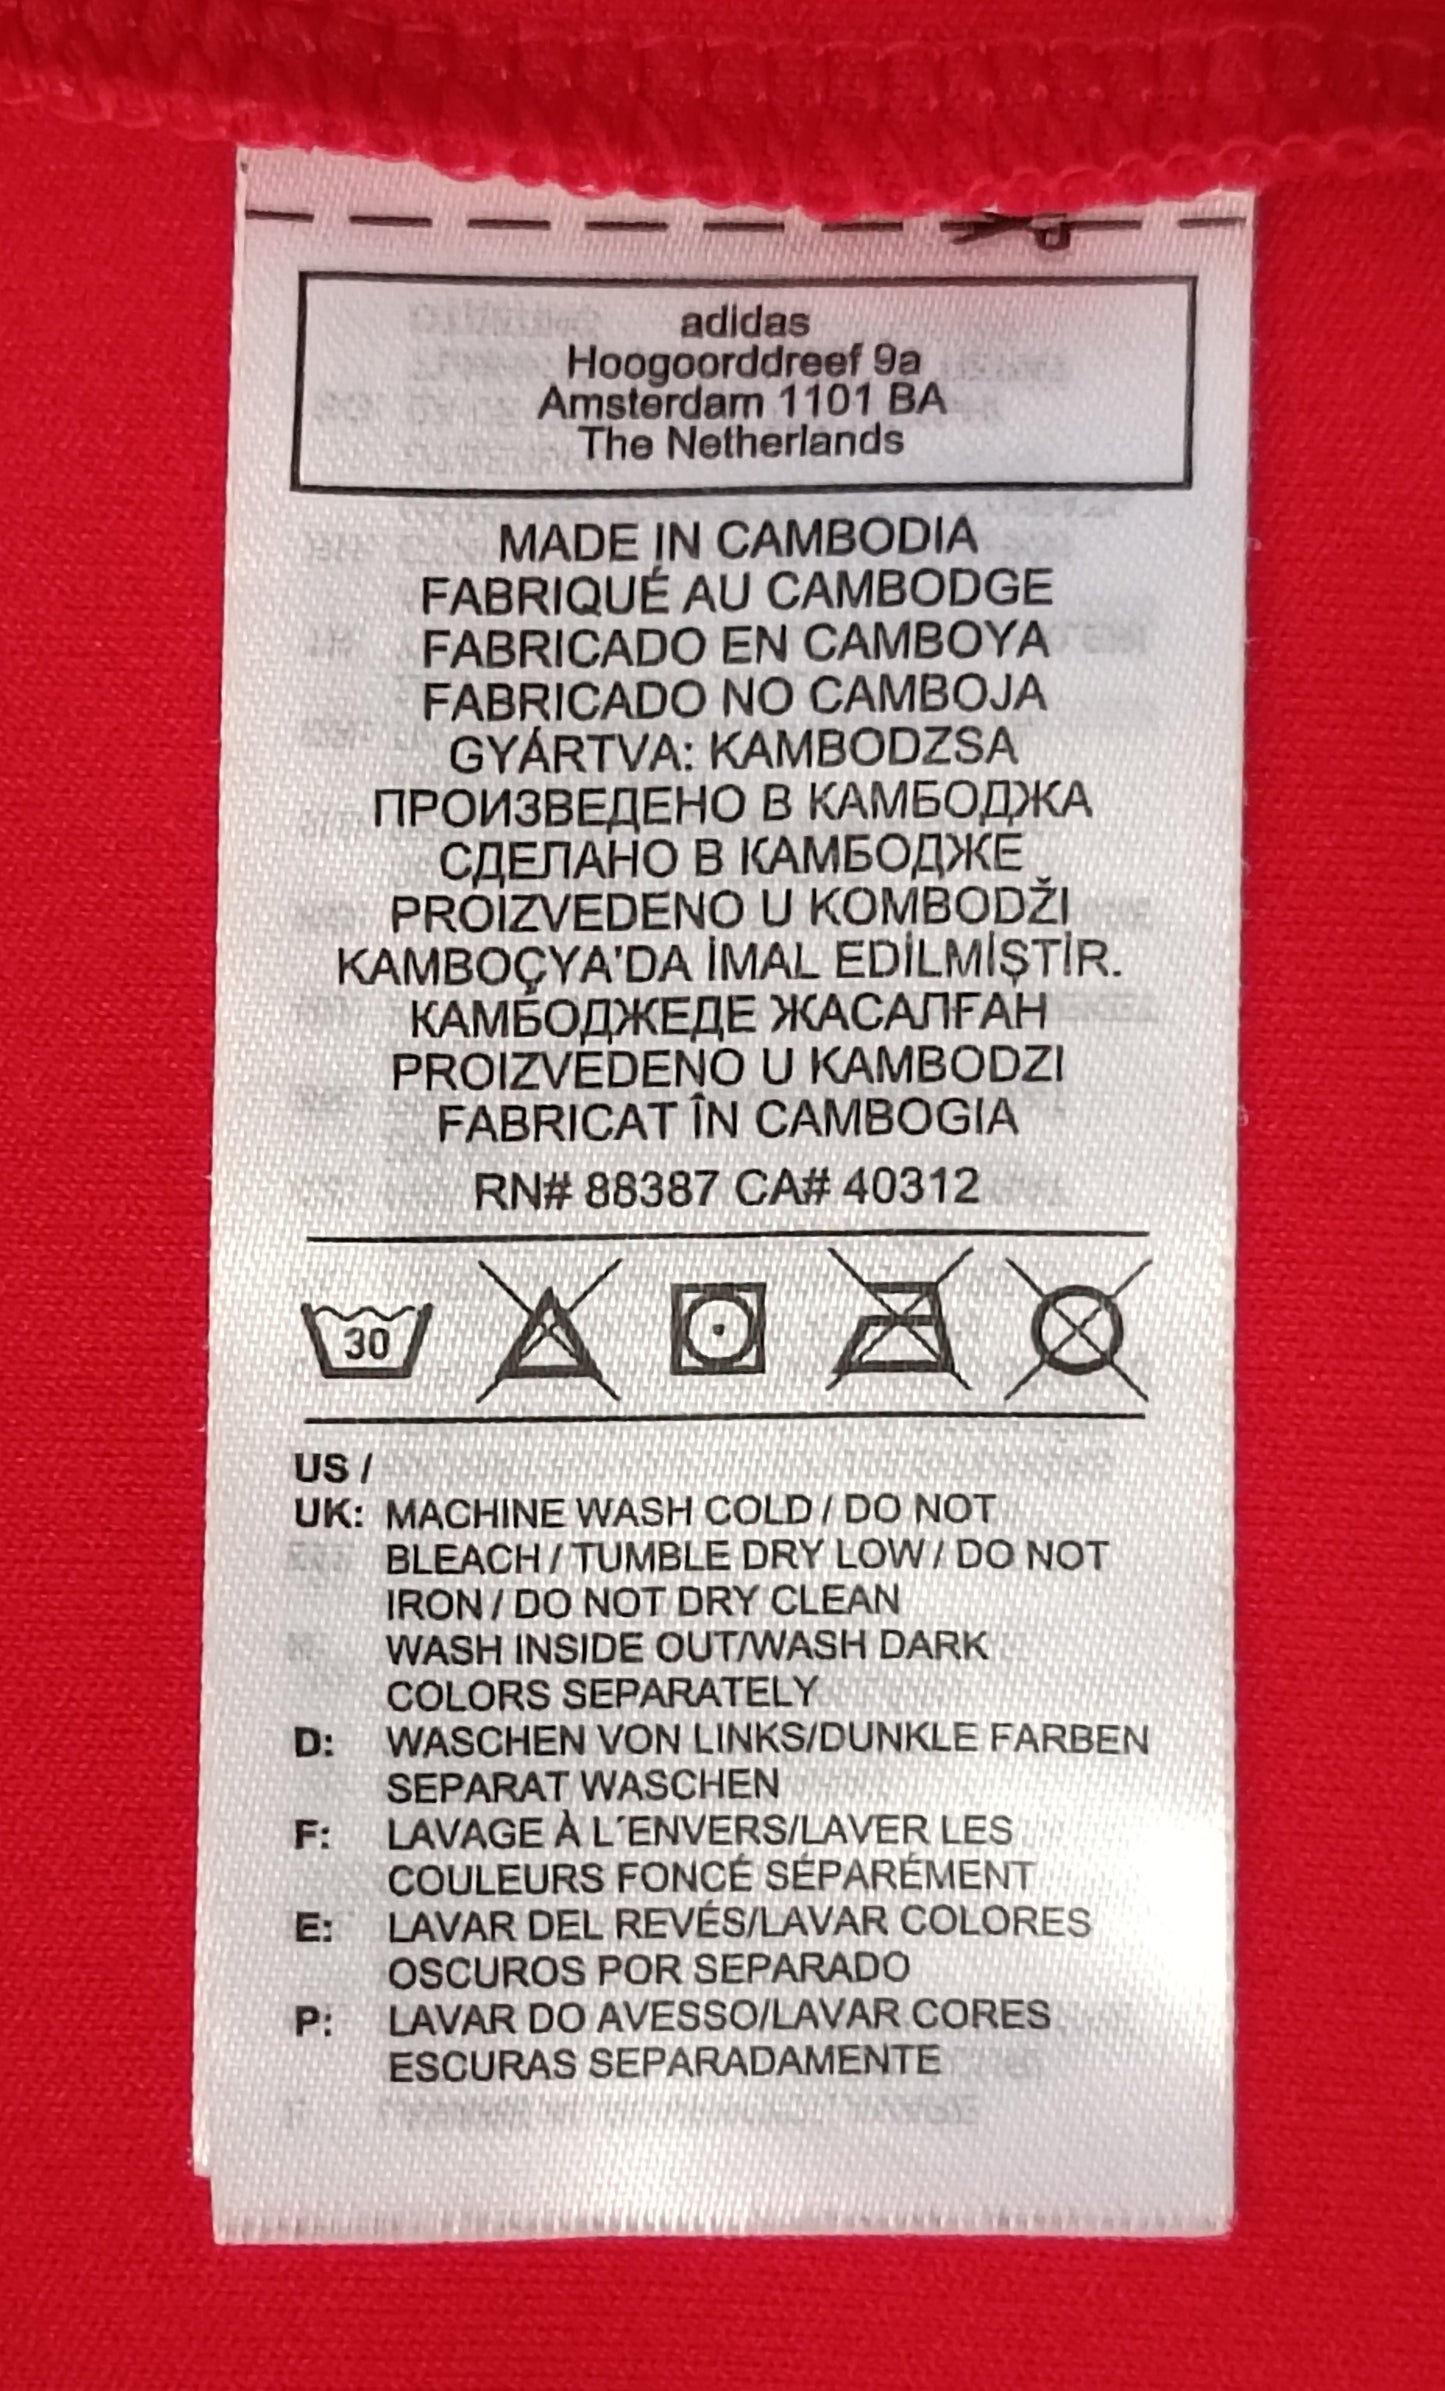 adidas
Hoogoorddreef 9a
Amsterdam 1101 BA
The Netherlands
MADE IN CAMBODIA
FABRIQUÉ AU CAMBODGE
FABRICADO EN CAMBOYA
FABRICADO NO CAMBOJA
GYÁRTVA: KAMBODZSA
ПРОИЗВЕДЕНО В КАМБОДЖА
СДЕЛАНО В КАМБОДЖЕ
PROIZVEDENO U KOMBODŽI
KAMBOÇYA'DA İMAL EDİLMİŞTİR.
КАМБОДЖЕДЕ ЖАСАЛҒАН
PROIZVEDENO U KAMBODZI
FABRICAT ÎN CAMBOGIA
RN# 88387 CA# 40312
30
US /
UK: MACHINE WASH COLD / DO NOT
BLEACH / TUMBLE DRY LOW / DO NOT
IRON / DO NOT DRY CLEAN
WASH INSIDE OUT/WASH DARK
COLORS SEPARATELY
D: WASCHEN VON LINKS/DUNKLE FARBEN
SEPARAT WASCHEN
F: LAVAGE À L´ENVERS/LAVER LES
COULEURS FONCÉ SÉPARÉMENT
E: LAVAR DEL REVÉS/LAVAR COLORES
OSCUROS POR SEPARADO
P: LAVAR DO AVESSO/LAVAR CORES
ESCURAS SEPARADAMENTE